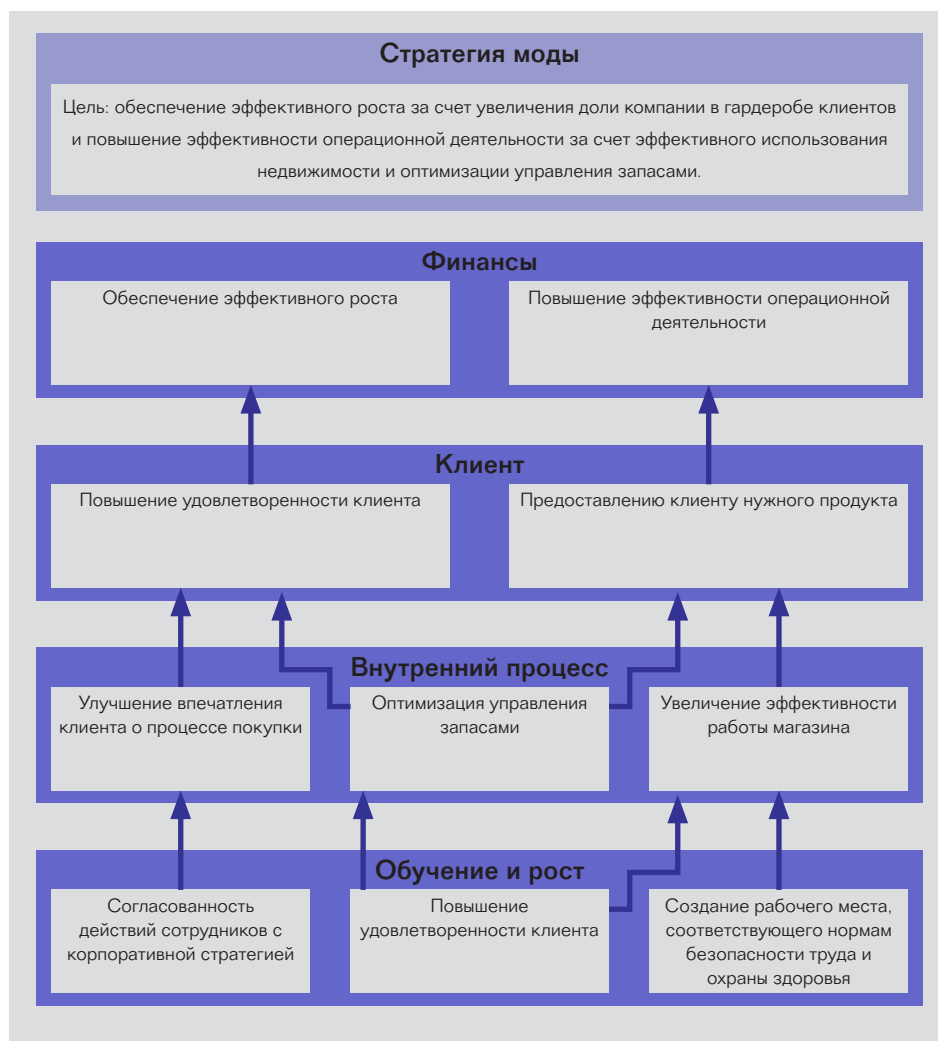 Стратегия моды
Цель: обеспечение эффективного роста за счет увеличения доли компании в гардеробе клиентов
и повышение эффективности операционной деятельности за счет эффективного использования
недвижимости и оптимизации управления запасами.
Финансы
Обеспечение эффективного роста
Повышение эффективности операционной
деятельности
Клиент
Повышение удовлетворенности клиента
Предоставлению клиенту нужного продукта
Внутренний процесс
Улучшение впечатления
клиента о процессе покупки
Оптимизация управления
запасами
Увеличение эффективности
работы магазина
Обучение и рост
Согласованность
действий сотрудников с
корпоративной стратегией
Повышение
удовлетворенности клиента
Создание рабочего места,
соответствующего нормам
безопасности труда и
охраны здоровья